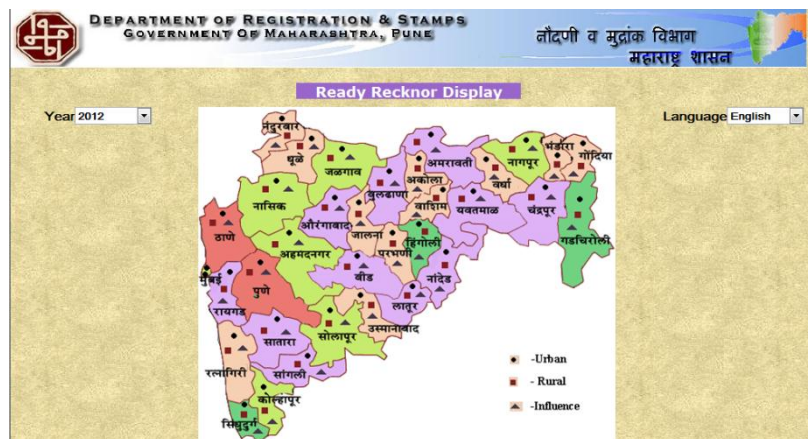 DEPARTMENT OF REGISTRATION & STAMPS
GOVERNMENT OF MAHARASHTRA, PUNE
नोंदणी व मुद्रांक विभाग
महाराष्ट्र शासन
Ready Recknor Display
Year 2012
Language English
नंदुरबार
धूळे
जळगाव
अमरावती
नागपूर
भंडारा
गोंदिया
अकोला
वर्धा
बुलढाणा
नासिक
वाशिम
यवतमाळ
चंद्रपूर
औरंगाबाद
जालना
ठाणे
हिंगोली
गडचिरोली
अहमदनगर
परभणी
मुंबई
पुणे
बीड
नांदेड
रायगड
लातूर
उस्मानाबाद
सोलापूर
सातारा
रत्नागिरी
सांगली
कोल्हापूर
सिंधुदुर्ग
-Urban
- Rural
-Influence